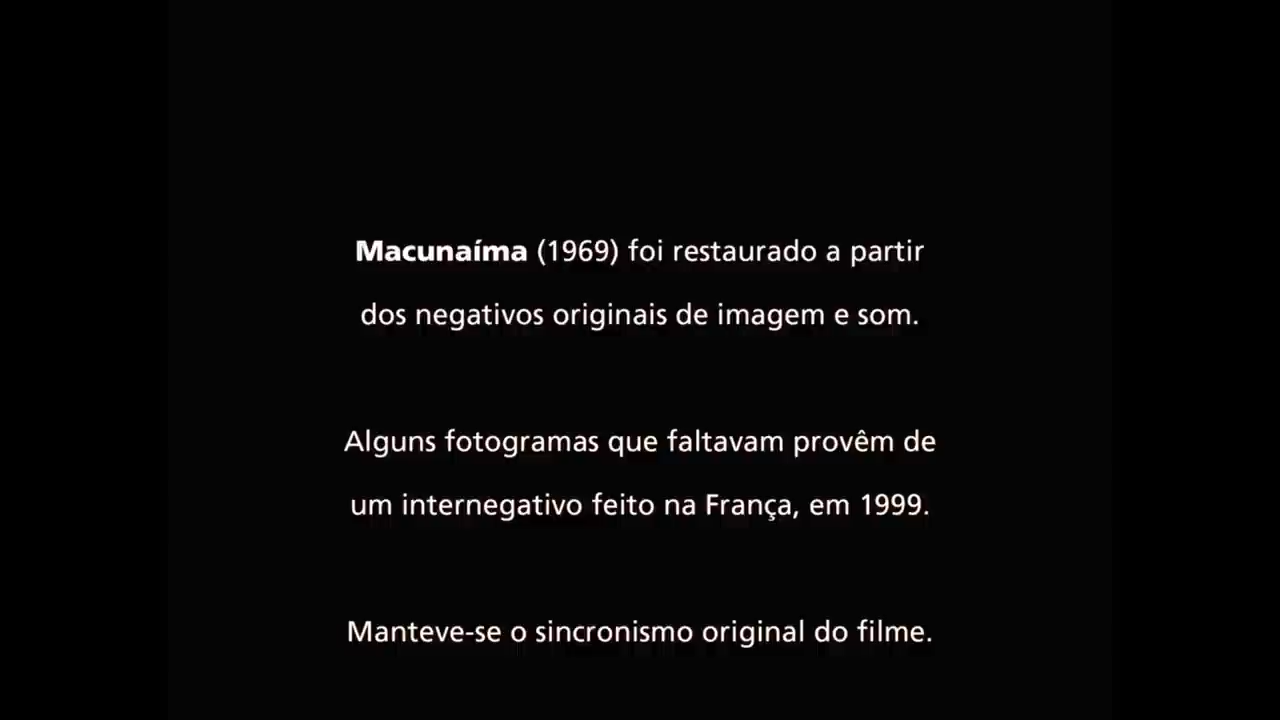 Macunaíma (1969) foi restaurado a partir
dos negativos originais de imagem e som.
Alguns fotogramas que faltavam provêm de
um internegativo feito na França, em 1999.
Manteve-se o sincronismo original do filme.